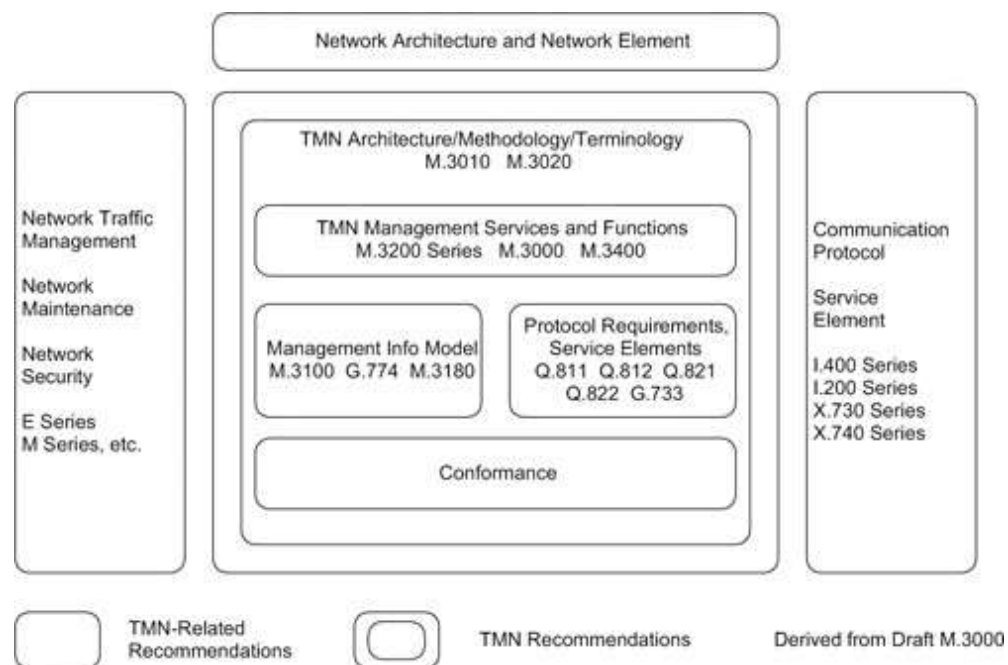 Network Architecture and Network Element
Network Traffic
Management
Network
Maintenance
Network
Security
E Series
M Series, etc.
TMN Architecture/Methodology/Terminology
M.3010 M.3020
TMN Management Services and Functions
M.3200 Series M.3000 M.3400
Management Info Model
M.3100 G.774 M.3180
Protocol Requirements,
Service Elements
Q.811 Q.812 Q.821
Q.822 G.733
Conformance
Communication
Protocol
Service
Element
I.400 Series
I.200 Series
X.730 Series
X.740 Series
TMN-Related
Recommendations
TMN Recommendations
Derived from Draft M.3000